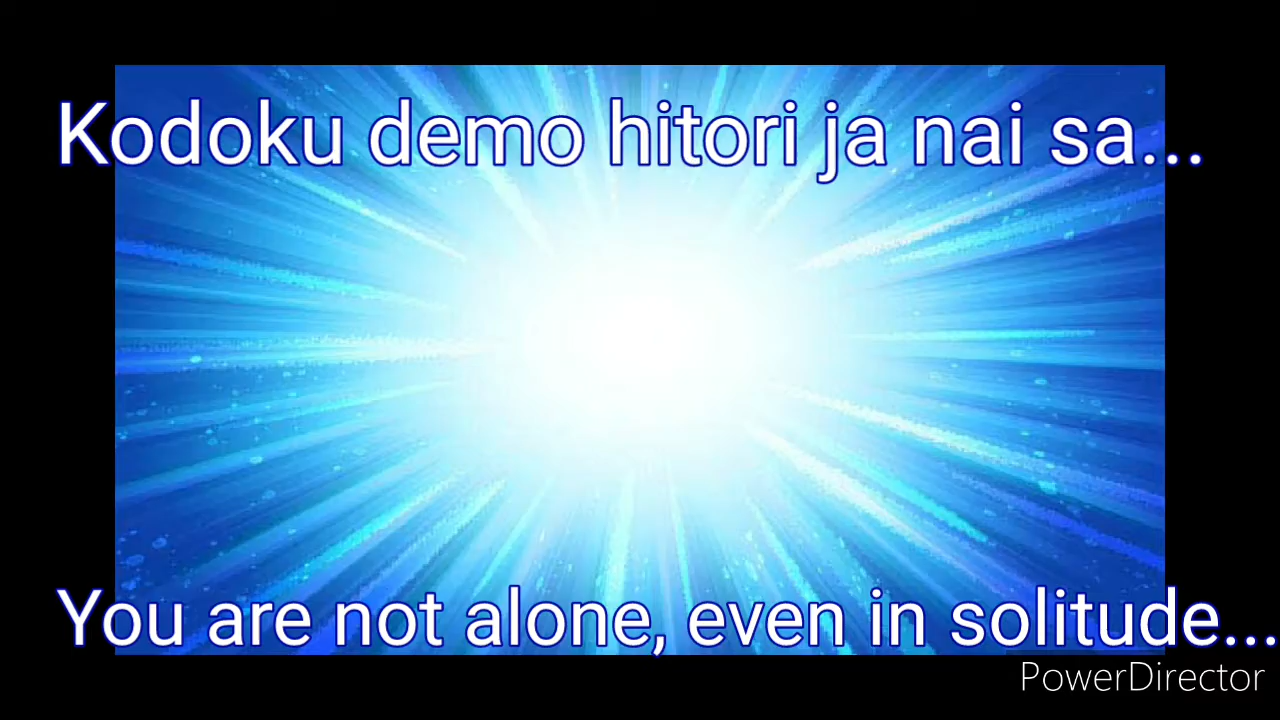 Kodoku demo hitori ja nai sa...
You are not alone, even in solitude...
PowerDirector